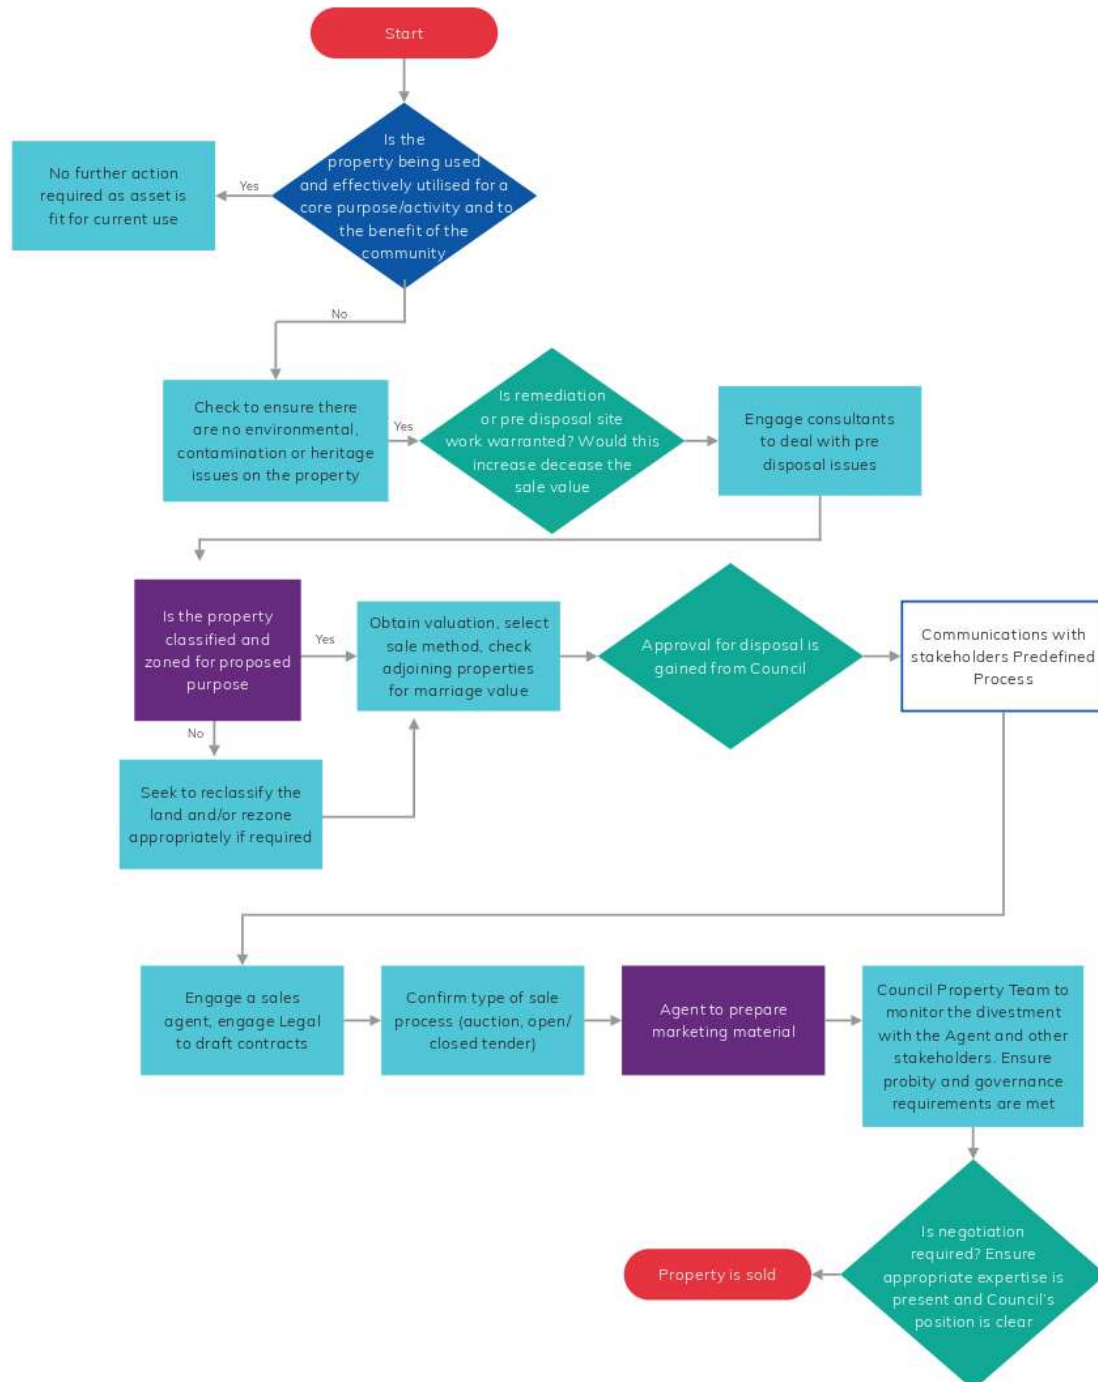 Start
Is the
property being used
and effectively utilised for a
core purpose/activity and to
the benefit of the
community
Yes
No further action
required as asset is
fit for current use
No
Check to ensure there
are no environmental,
contamination or heritage
issues on the property
Yes
Is remediation
or pre disposal site
work warranted? Would this
increase decease the
sale value
Engage consultants
to deal with pre
disposal issues
Is the property
classified and
zoned for proposed
purpose
Yes
Obtain valuation, select
sale method, check
adjoining properties
for marriage value
Approval for disposal is
gained from Council
Communications with
stakeholders Predefined
Process
No
Seek to reclassify the
land and/or rezone
appropriately if required
Engage a sales
agent, engage Legal
to draft contracts
Confirm type of sale
process (auction, open/
closed tender)
Agent to prepare
marketing material
Council Property Team to
monitor the divestment
with the Agent and other
stakeholders. Ensure
probity and governance
requirements are met
Is negotiation
required? Ensure
appropriate expertise is
present and Council's
position is clear
Property is sold